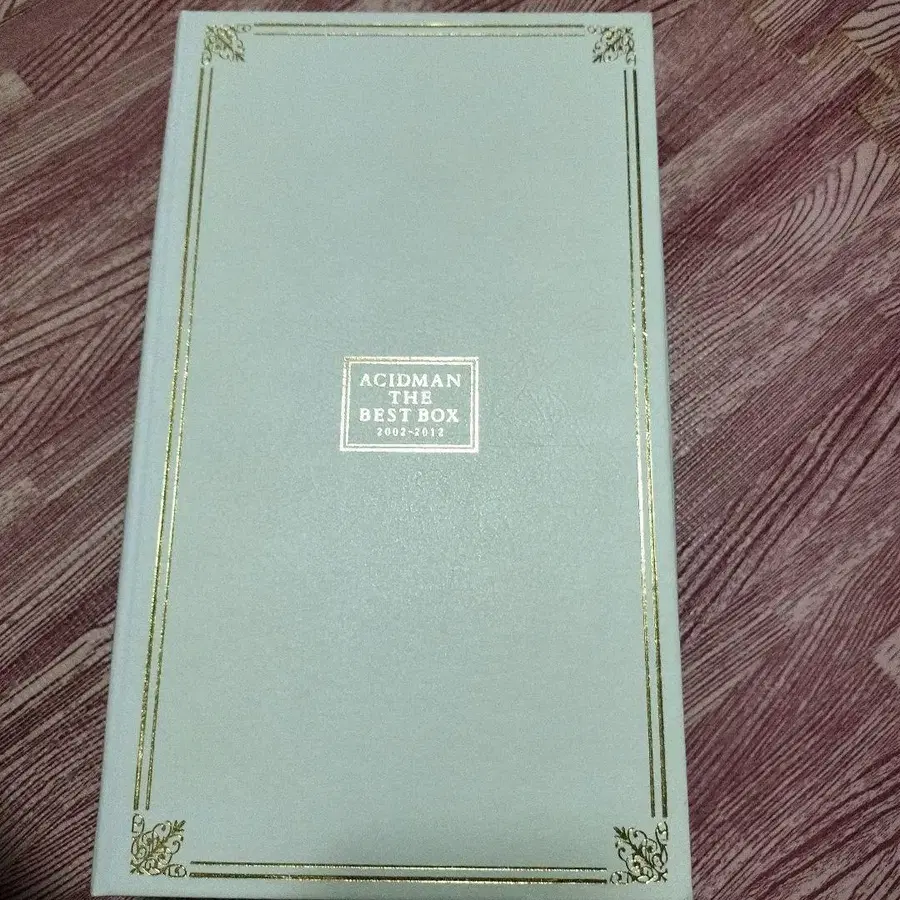 ACIDMAN
THE
BEST BOX
2002-2012